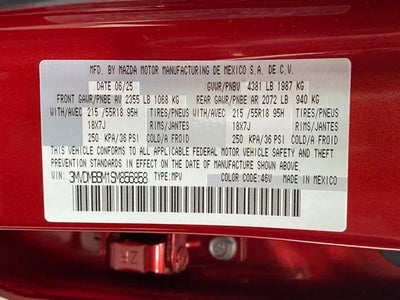 MFD. BY MAZDA MOTOR MANUFACTURING DE MEXICO S.A. DE C.V.
DATE 06/25 GVWR/PNBV 4381 LB 1987 KG
FRONT GAWR/PNBE AV 2355 LB 1068 KG REAR GAWR/PNBE AR 2072 LB 940 KG
WITH/AVEC 215 /55R18 95H TIRES/PNEUS WITH/AVEC 215 /55R18 95H TIRES/PNEUS
18X7J RIMS/JANTES 18X7J RIMS/JANTES
250 KPA/36 PSI COLD/A FROID 250 KPA/36 PSI COLD/A FROID
THIS VEHICLE CONFORMS TO ALL APPLICABLE FEDERAL MOTOR VEHICLE SAFETY, BUMPER,
AND THEFT PREVENTION STANDARDS IN EFFECT ON THE DATE OF MANUFACTURE SHOWN ABOVE.
VIN: 3MVDMBBM1SM855858 TYPE:MPV COLOR CODE:46V MADE IN MEXICO